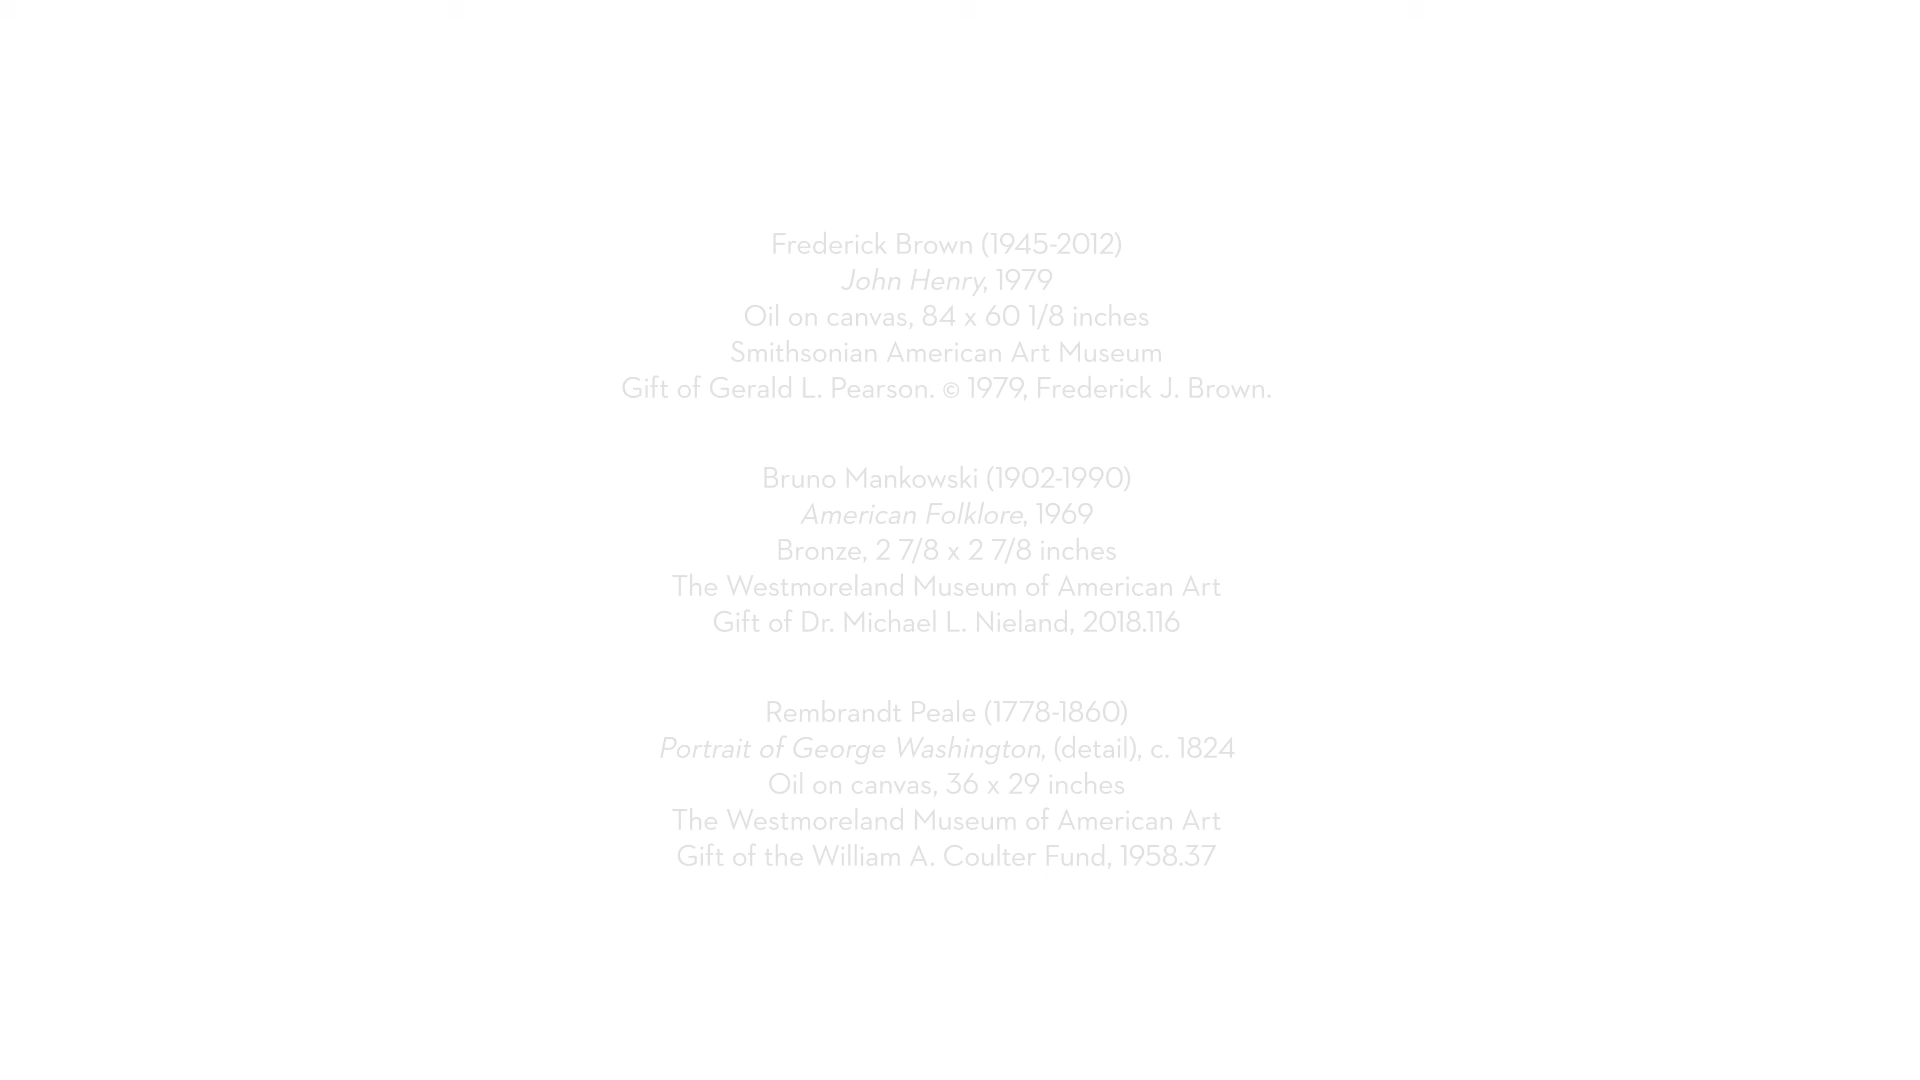 Frederick Brown (1945-2012)
John Henry, 1979
Oil on canvas, 84 x 60 1/8 inches
Smithsonian American Art Museum
Gift of Gerald L. Pearson. © 1979, Frederick J. Brown.
Bruno Mankowski (1902-1990)
American Folklore, 1969
Bronze, 2 7/8 x 2 7/8 inches
The Westmoreland Museum of American Art
Gift of Dr. Michael L. Nieland, 2018.116
Rembrandt Peale (1778-1860)
Portrait of George Washington, (detail), c. 1824
Oil on canvas, 36 x 29 inches
The Westmoreland Museum of American Art
Gift of the William A. Coulter Fund, 1958.37